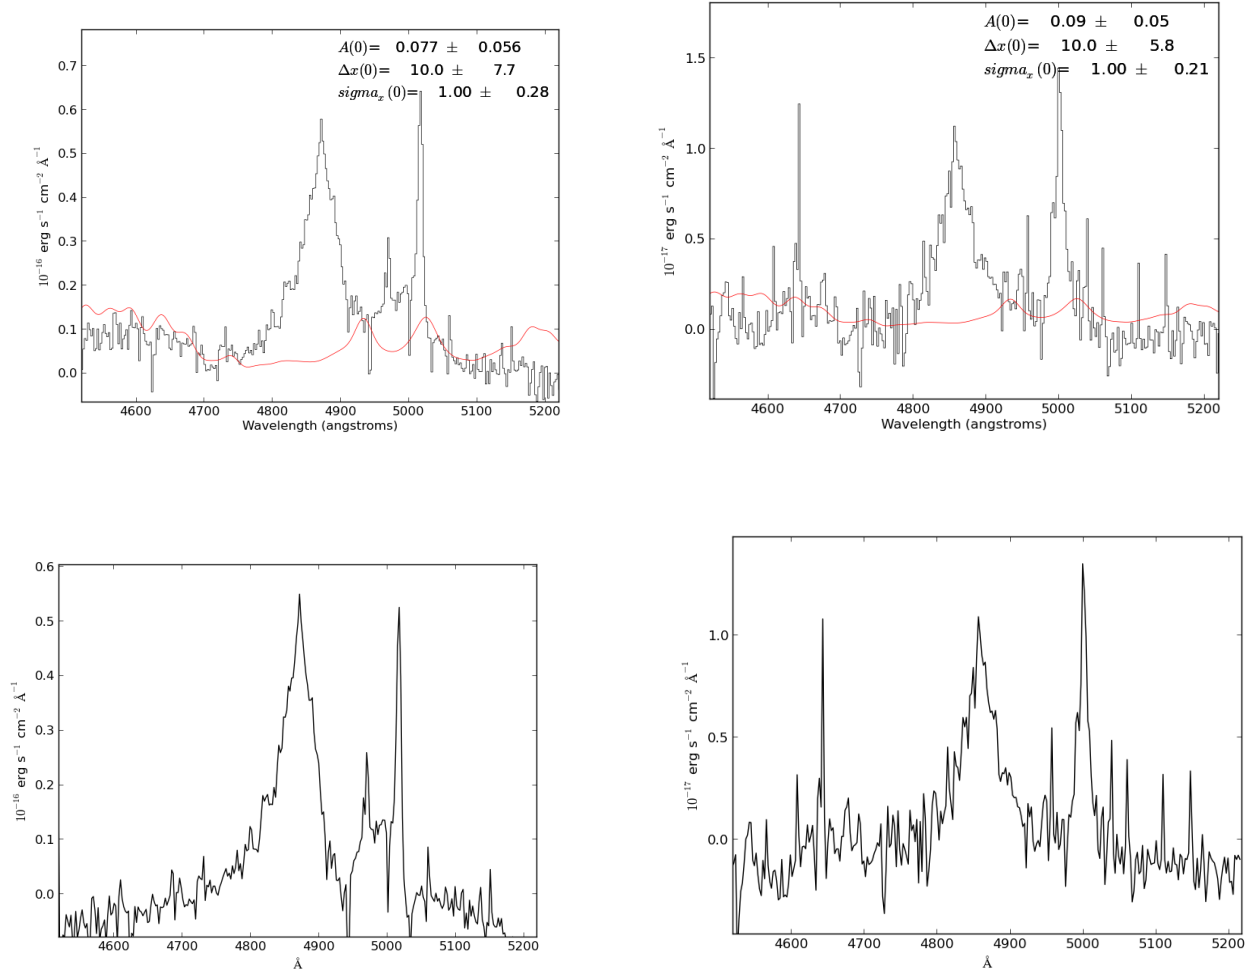 A(0)= 0.077 ± 0.056
Δx(0)= 10.0 ± 7.7
sigmaₓ(0)= 1.00 ± 0.28
0.7
0.6
0.5
0.4
0.3
0.2
0.1
0.0
10⁻¹⁶ erg s⁻¹ cm⁻² Å⁻¹
4600 4700 4800 4900 5000 5100 5200
Wavelength (angstroms)
A(0)= 0.09 ± 0.05
Δx(0)= 10.0 ± 5.8
sigmaₓ(0)= 1.00 ± 0.21
1.5
1.0
0.5
0.0
10⁻¹⁷ erg s⁻¹ cm⁻² Å⁻¹
4600 4700 4800 4900 5000 5100 5200
Wavelength (angstroms)
0.6
0.5
0.4
0.3
0.2
0.1
0.0
10⁻¹⁶ erg s⁻¹ cm⁻² Å⁻¹
4600 4700 4800 4900 5000 5100 5200
Å
1.0
0.5
0.0
10⁻¹⁷ erg s⁻¹ cm⁻² Å⁻¹
4600 4700 4800 4900 5000 5100 5200
Å